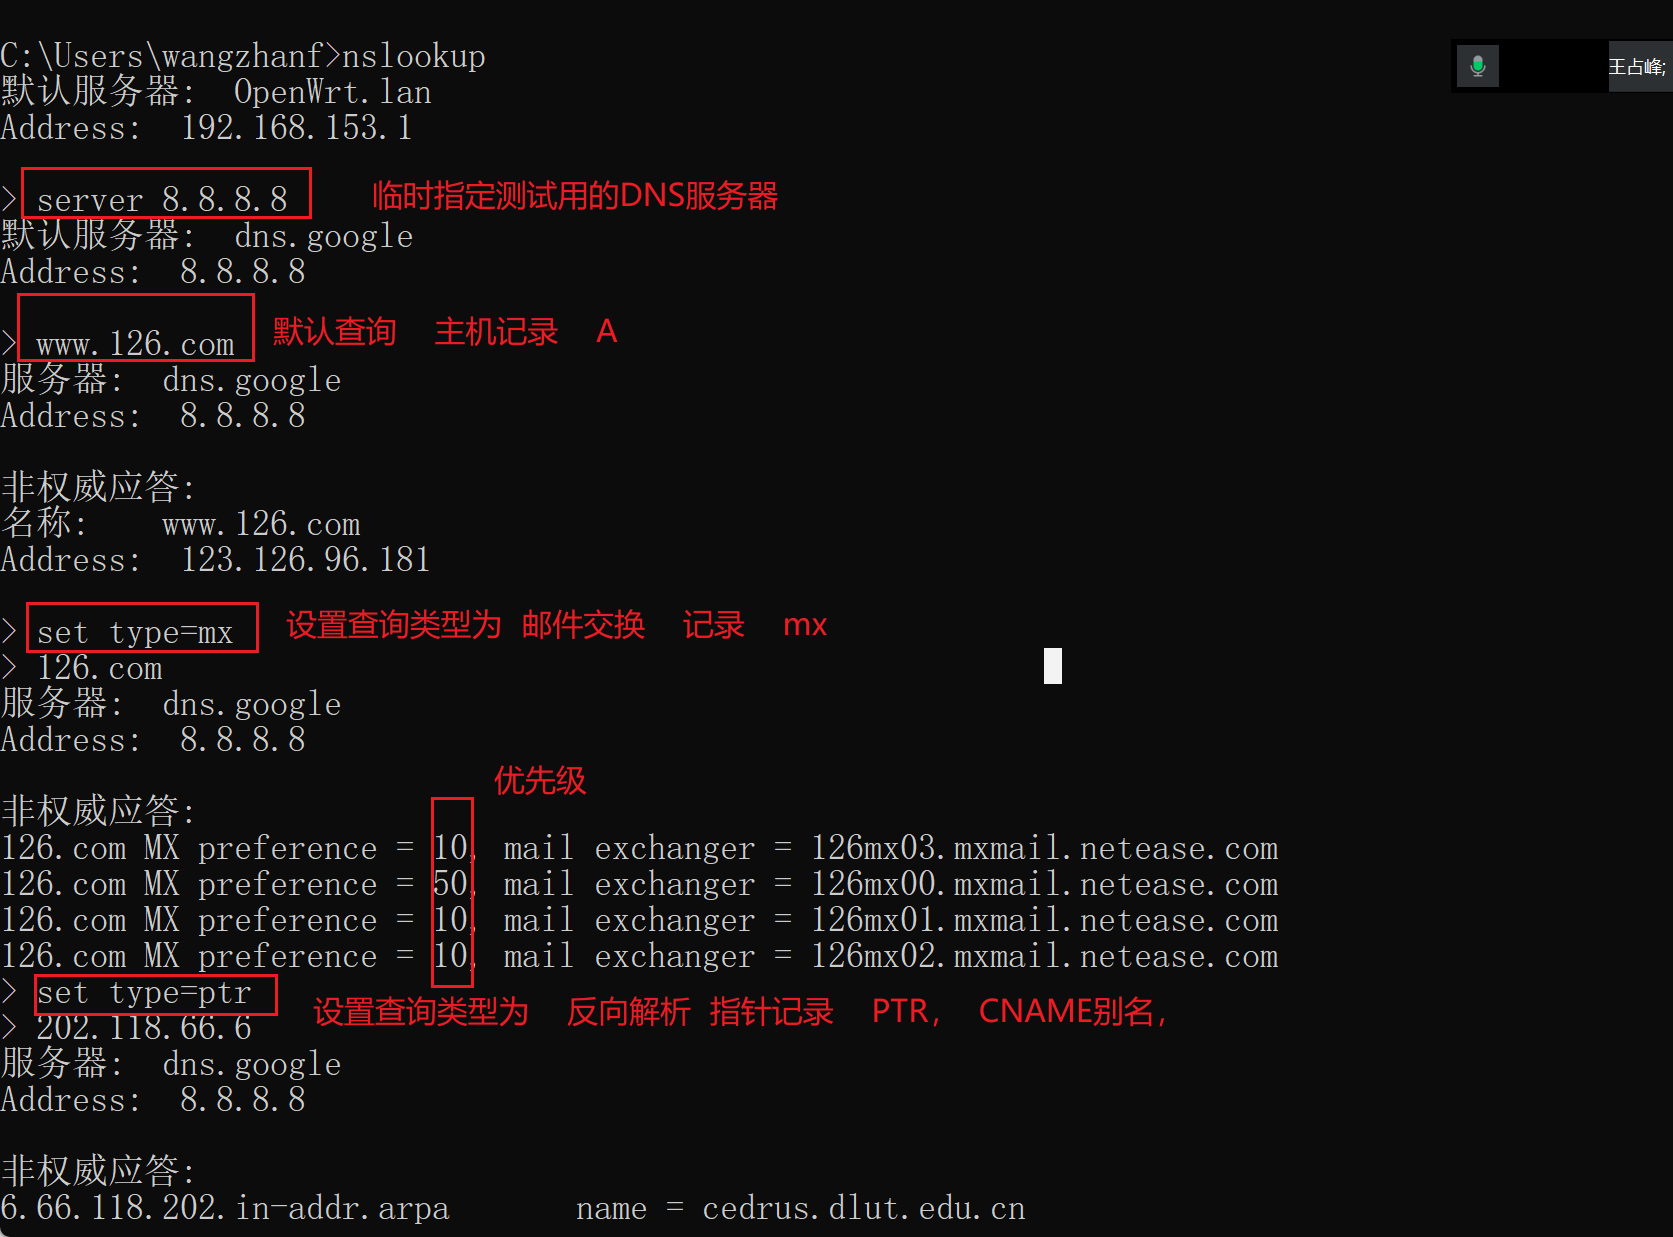 C:\Users\wangzhanf>nslookup
默认服务器:  OpenWrt.lan
Address:  192.168.153.1
王占峰;
> server 8.8.8.8 临时指定测试用的DNS服务器
默认服务器:  dns.google
Address:  8.8.8.8
> www.126.com 默认查询 主机记录 A
服务器:  dns.google
Address:  8.8.8.8
非权威应答:
名称:    www.126.com
Address:  123.126.96.181
> set type=mx 设置查询类型为 邮件交换 记录 mx
> 126.com
服务器:  dns.google
Address:  8.8.8.8
优先级
非权威应答:
126.com MX preference = 10, mail exchanger = 126mx03.mxmail.netease.com
126.com MX preference = 50, mail exchanger = 126mx00.mxmail.netease.com
126.com MX preference = 10, mail exchanger = 126mx01.mxmail.netease.com
126.com MX preference = 10, mail exchanger = 126mx02.mxmail.netease.com
> set type=ptr 设置查询类型为 反向解析 指针记录 PTR， CNAME别名，
> 202.118.66.6
服务器:  dns.google
Address:  8.8.8.8
非权威应答:
6.66.118.202.in-addr.arpa       name = cedrus.dlut.edu.cn